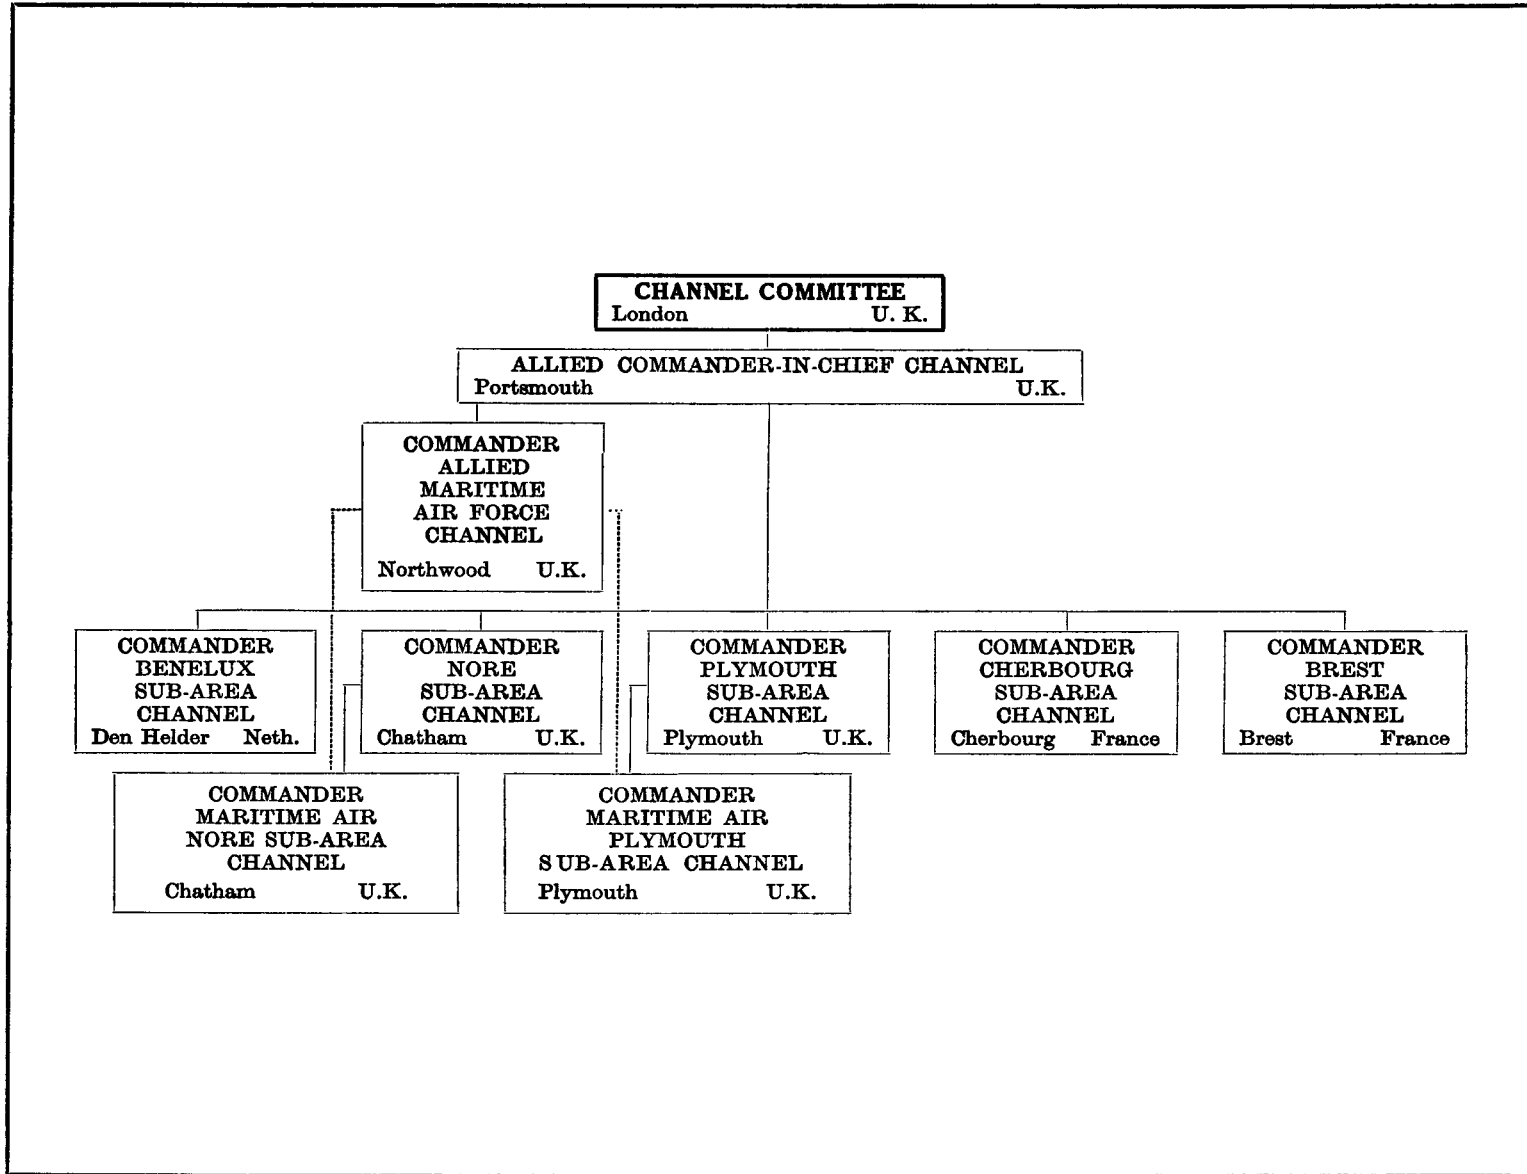 CHANNEL COMMITTEE
London U. K.
ALLIED COMMANDER-IN-CHIEF CHANNEL
Portsmouth U.K.
COMMANDER
ALLIED
MARITIME
AIR FORCE
CHANNEL
Northwood U.K.
COMMANDER
BENELUX
SUB-AREA
CHANNEL
Den Helder Neth.
COMMANDER
NORE
SUB-AREA
CHANNEL
Chatham U.K.
COMMANDER
PLYMOUTH
SUB-AREA
CHANNEL
Plymouth U.K.
COMMANDER
CHERBOURG
SUB-AREA
CHANNEL
Cherbourg France
COMMANDER
BREST
SUB-AREA
CHANNEL
Brest France
COMMANDER
MARITIME AIR
NORE SUB-AREA
CHANNEL
Chatham U.K.
COMMANDER
MARITIME AIR
PLYMOUTH
SUB-AREA CHANNEL
Plymouth U.K.